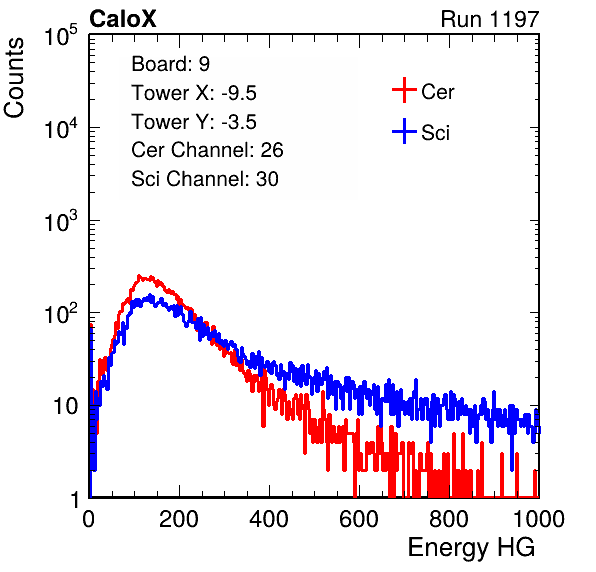 CaloX Run 1197
Counts
10^5
10^4
10^3
10^2
10
1
Board: 9
Tower X: -9.5
Tower Y: -3.5
Cer Channel: 26
Sci Channel: 30
Cer
Sci
0 200 400 600 800 1000
Energy HG